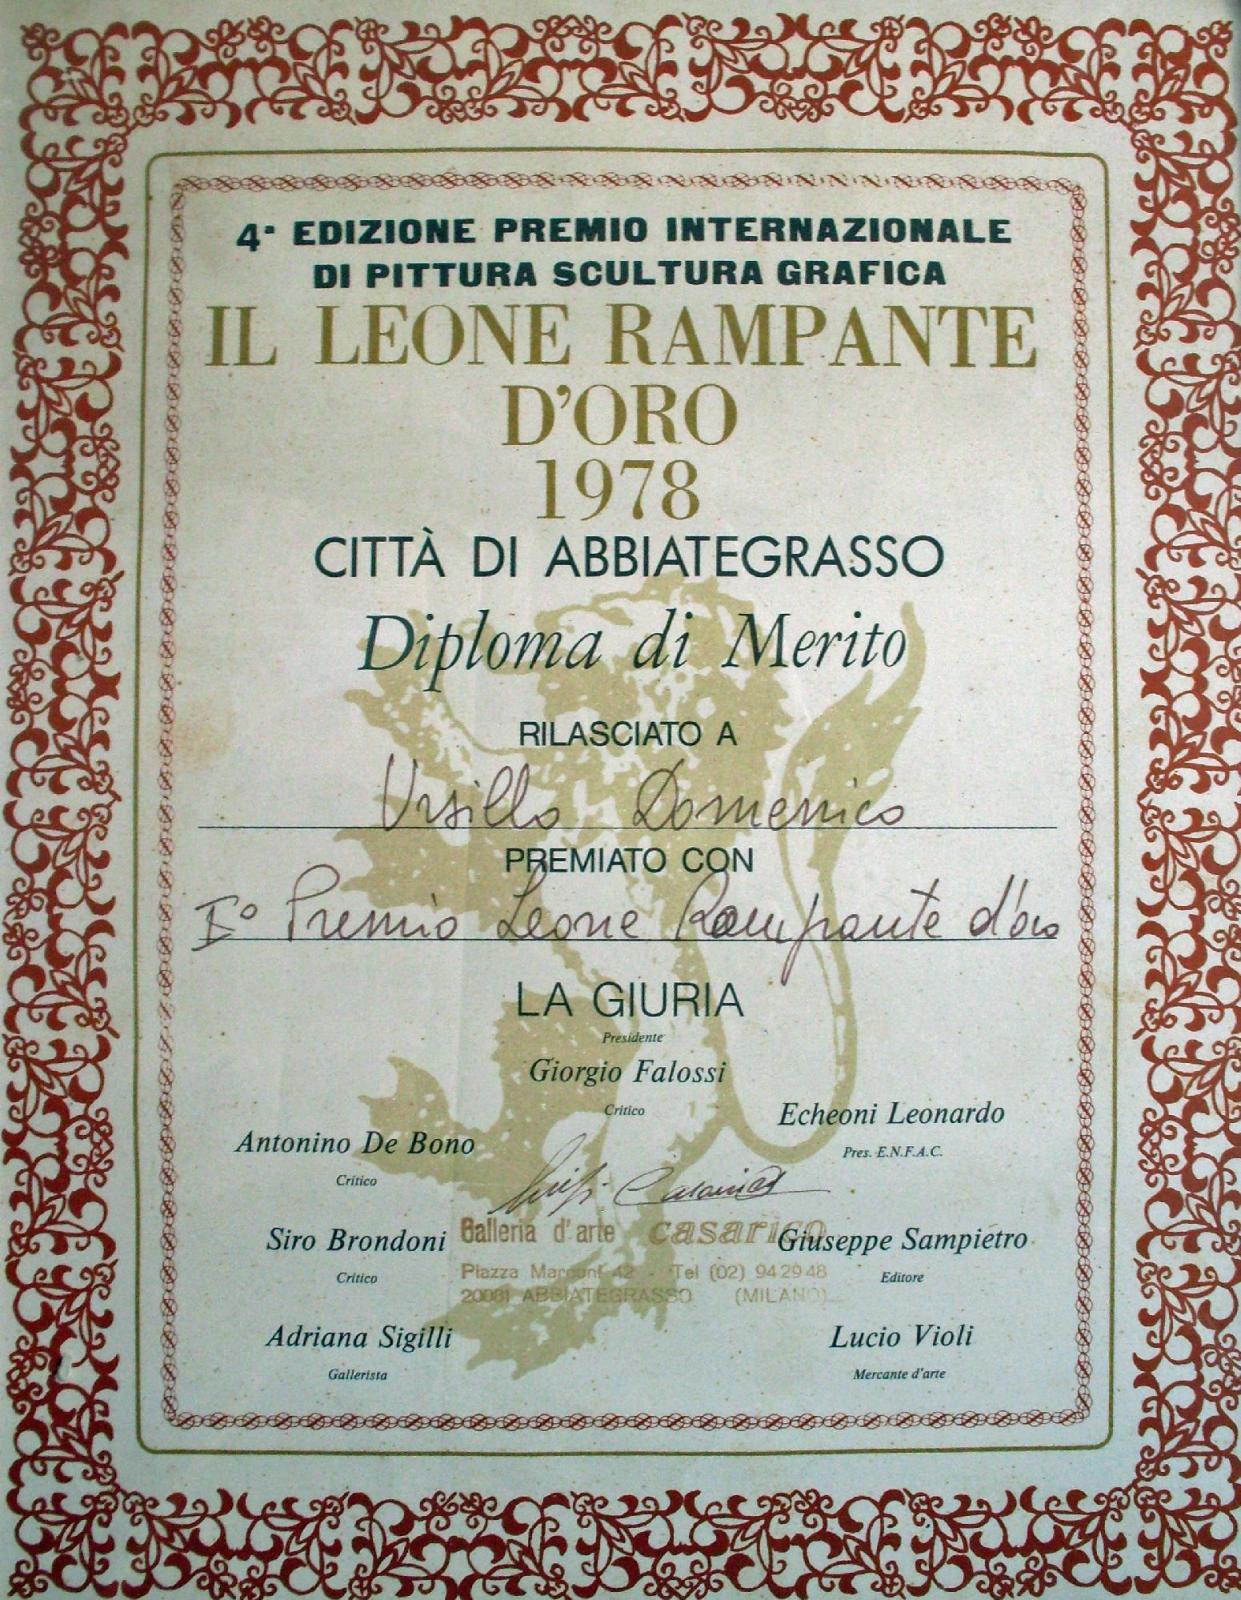 4ª EDIZIONE PREMIO INTERNAZIONALE
DI PITTURA SCULTURA GRAFICA
IL LEONE RAMPANTE
D'ORO
1978
CITTÀ DI ABBIATEGRASSO
Diploma di Merito
RILASCIATO A
Ursillo Domenico
PREMIATO CON
I° Premio Leone Rampante d'oro
LA GIURIA
Presidente
Giorgio Falossi
Critico
Echeoni Leonardo
Pres. E.N.F.A.C.
Antonino De Bono
Critico
Siro Brondoni
Critico
Galleria d'arte casarico
Piazza Marconi 42 - Tel (02) 942948
20081 ABBIATEGRASSO (MILANO)
Giuseppe Sampietro
Editore
Adriana Sigilli
Gallerista
Lucio Violi
Mercante d'arte